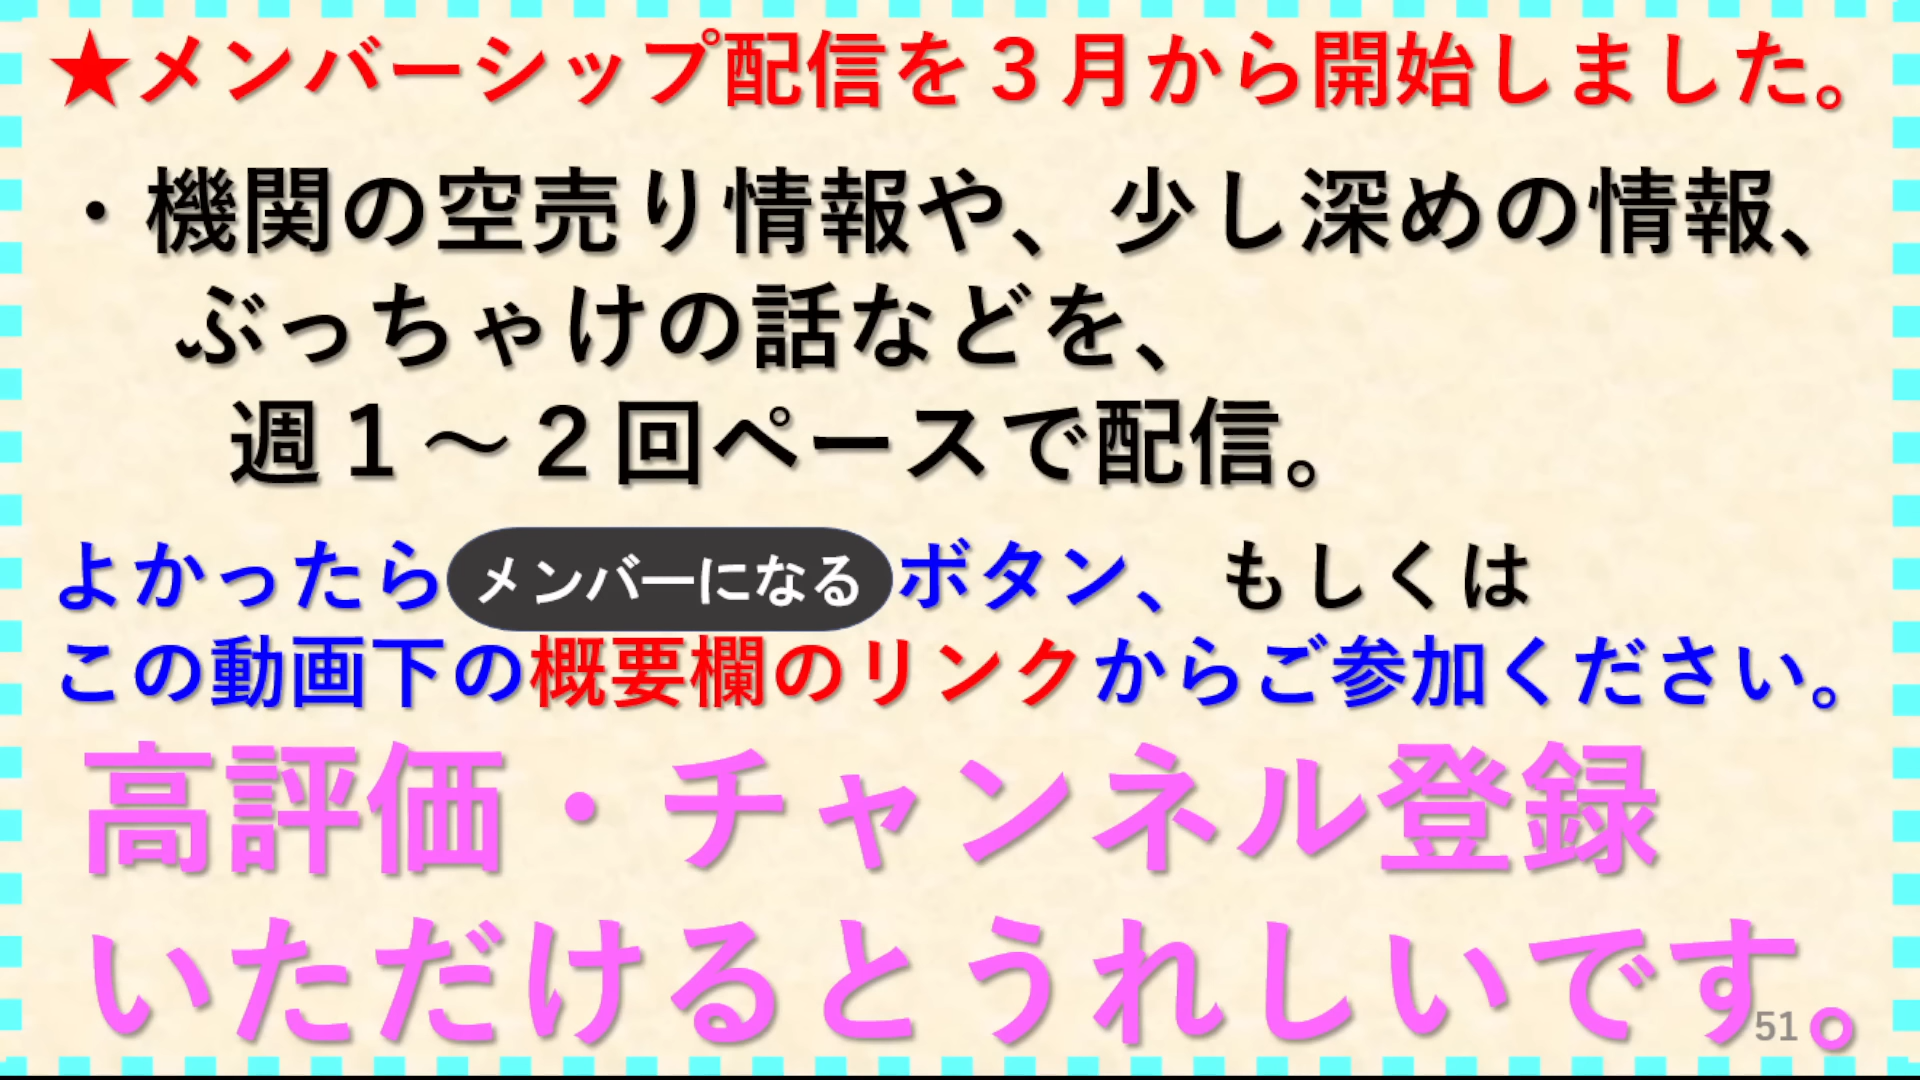 ★メンバーシップ配信を３月から開始しました。
・機関の空売り情報や、少し深めの情報、
ぶっちゃけの話などを、
週１～２回ペースで配信。
よかったらメンバーになるボタン、もしくは
この動画下の概要欄のリンクからご参加ください。
高評価・チャンネル登録
いただけるとうれしいです。
51